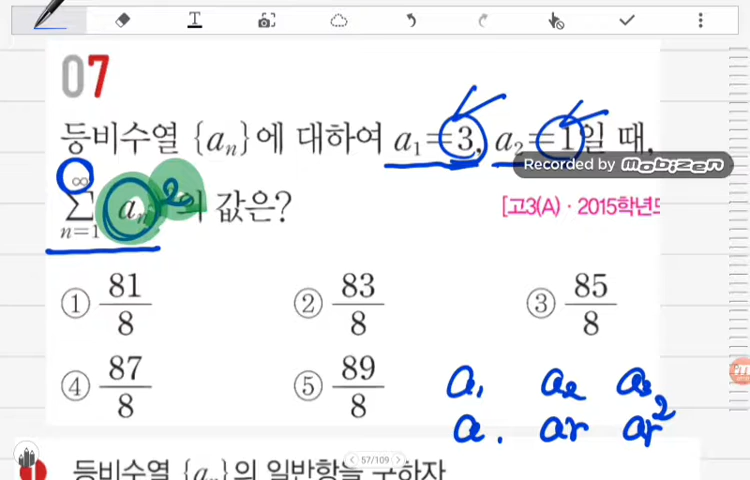 T
07
등비수열 {aₙ}에 대하여 a₁=3, a₂=1일 때,
Recorded by mobizen
∞
∑ aₙ² 의 값은?
n=1
[고3(A) · 2015학년도
① 81/8 ② 83/8 ③ 85/8
④ 87/8 ⑤ 89/8
a₁ a₂ a₃
a. ar ar²
57/109
등비수열 {aₙ}의 일반항을 구하자